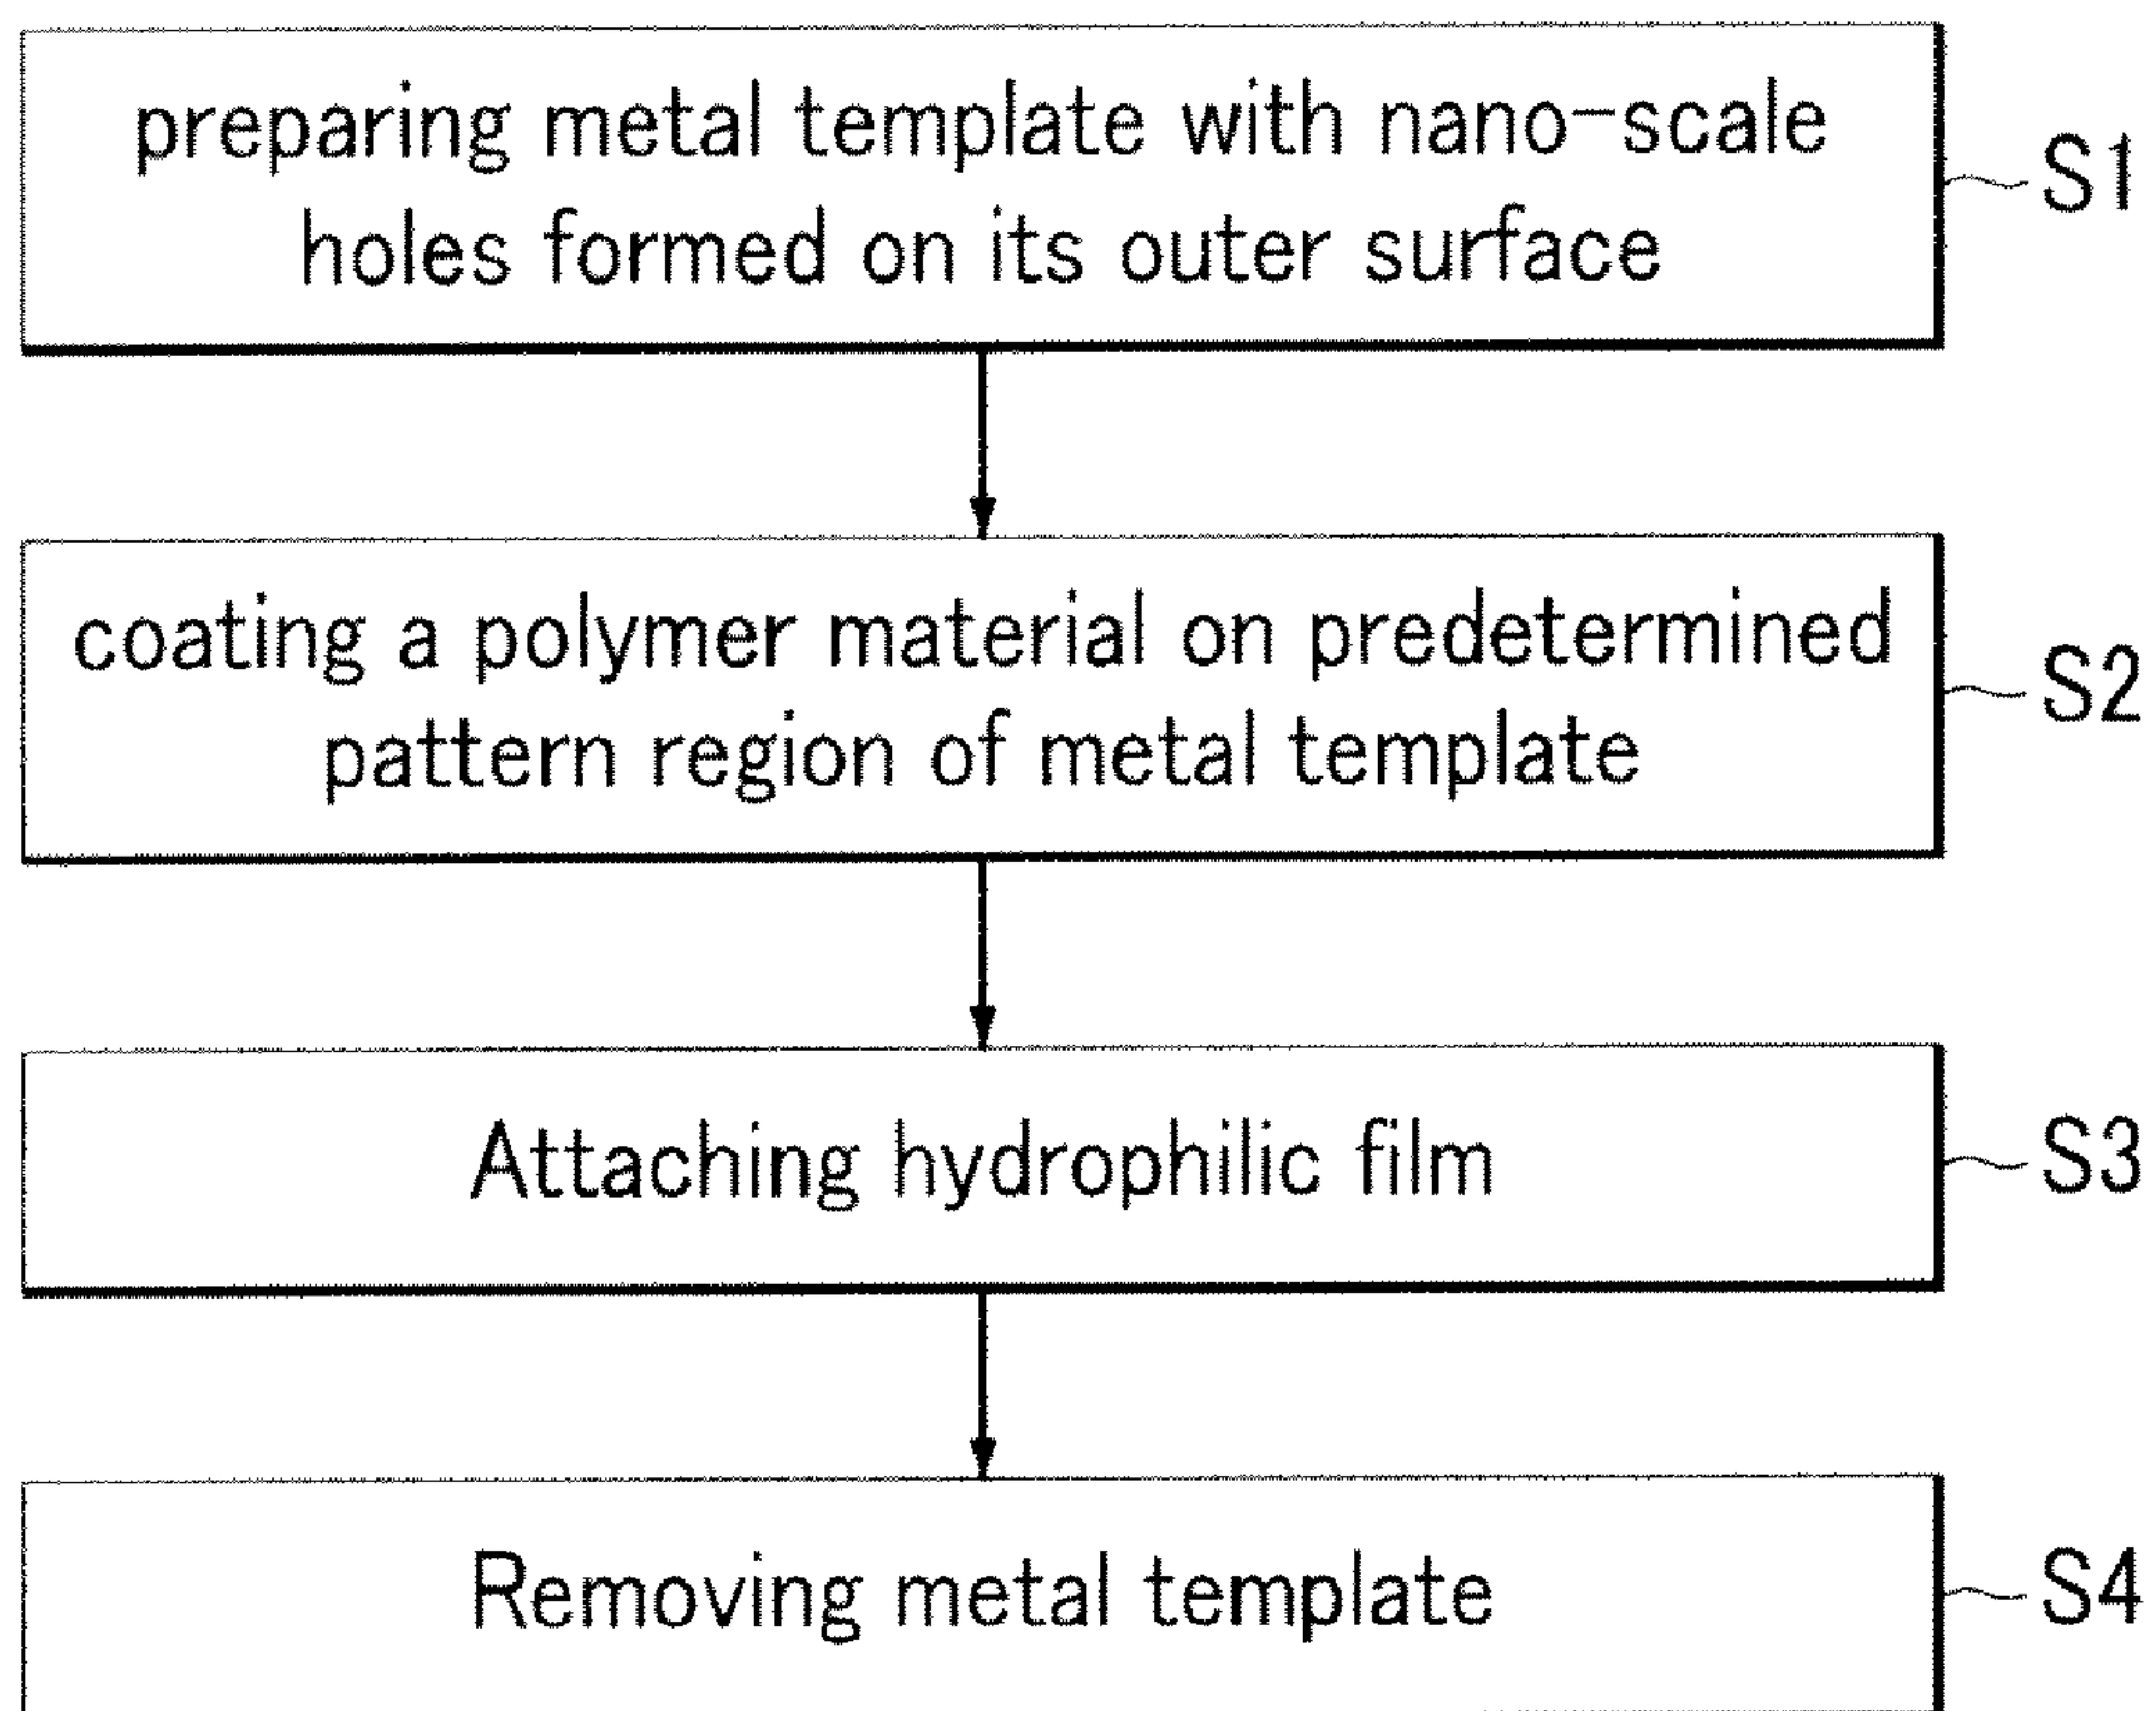 preparing metal template with nano-scale
holes formed on its outer surface
S1
coating a polymer material on predetermined
pattern region of metal template
S2
Attaching hydrophilic film
S3
Removing metal template
S4